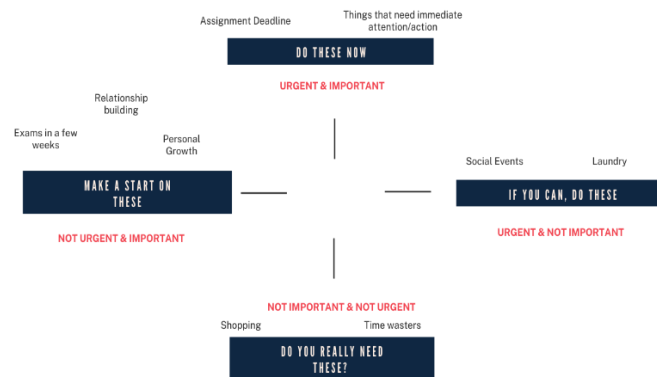 Assignment Deadline
Things that need immediate
attention/action
DO THESE NOW
URGENT & IMPORTANT
Relationship
building
Exams in a few
weeks
Personal
Growth
MAKE A START ON
THESE
NOT URGENT & IMPORTANT
Social Events
Laundry
IF YOU CAN, DO THESE
URGENT & NOT IMPORTANT
NOT IMPORTANT & NOT URGENT
Shopping
Time wasters
DO YOU REALLY NEED
THESE?